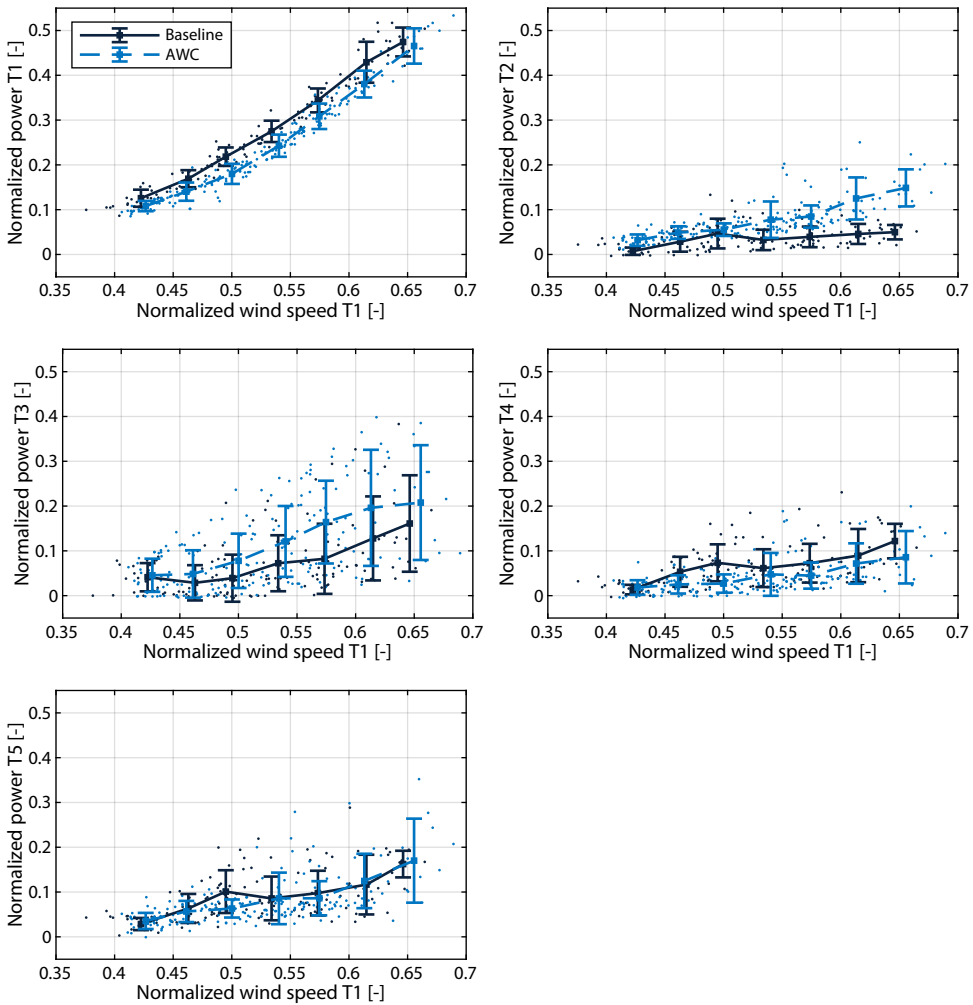 Normalized power T1 [-]
0.5
0.4
0.3
0.2
0.1
0
Baseline
AWC
0.35 0.4 0.45 0.5 0.55 0.6 0.65 0.7
Normalized wind speed T1 [-]
Normalized power T2 [-]
0.5
0.4
0.3
0.2
0.1
0
0.35 0.4 0.45 0.5 0.55 0.6 0.65 0.7
Normalized wind speed T1 [-]
Normalized power T3 [-]
0.5
0.4
0.3
0.2
0.1
0
0.35 0.4 0.45 0.5 0.55 0.6 0.65 0.7
Normalized wind speed T1 [-]
Normalized power T4 [-]
0.5
0.4
0.3
0.2
0.1
0
0.35 0.4 0.45 0.5 0.55 0.6 0.65 0.7
Normalized wind speed T1 [-]
Normalized power T5 [-]
0.5
0.4
0.3
0.2
0.1
0
0.35 0.4 0.45 0.5 0.55 0.6 0.65 0.7
Normalized wind speed T1 [-]